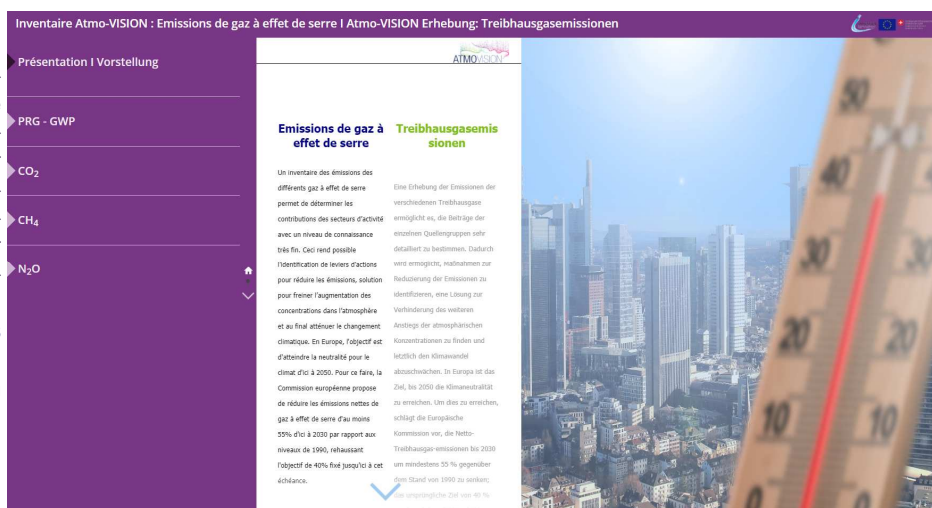 Inventaire Atmo-VISION : Emissions de gaz à effet de serre I Atmo-VISION Erhebung: Treibhausgasemissionen
Présentation I Vorstellung
PRG - GWP
CO₂
CH₄
N₂O
ATMOVISION
Emissions de gaz à
effet de serre
Un inventaire des émissions des
différents gaz à effet de serre
permet de déterminer les
contributions des secteurs d'activité
avec un niveau de connaissance
très fin. Ceci rend possible
l'identification de leviers d'actions
pour réduire les émissions, solution
pour freiner l'augmentation des
concentrations dans l'atmosphère
et au final atténuer le changement
climatique. En Europe, l'objectif est
d'atteindre la neutralité pour le
climat d'ici à 2050. Pour ce faire, la
Commission européenne propose
de réduire les émissions nettes de
gaz à effet de serre d'au moins
55% d'ici à 2030 par rapport aux
niveaux de 1990, rehaussant
l'objectif de 40% fixé jusqu'ici à cet
échéance.
Treibhausgasemis
sionen
Eine Erhebung der Emissionen der
verschiedenen Treibhausgase
ermöglicht es, die Beiträge der
einzelnen Quellengruppen sehr
detailliert zu bestimmen. Dadurch
wird ermöglicht, Maßnahmen zur
Reduzierung der Emissionen zu
identifizieren, eine Lösung zur
Verhinderung des weiteren
Anstiegs der atmosphärischen
Konzentrationen zu finden und
letztlich den Klimawandel
abzuschwächen. In Europa ist das
Ziel, bis 2050 die Klimaneutralität
zu erreichen. Um dies zu erreichen,
schlägt die Europäische
Kommission vor, die Netto-
Treibhausgas-emissionen bis 2030
um mindestens 55 % gegenüber
dem Stand von 1990 zu senken;
das ursprüngliche Ziel von 40 %
50
40
4
30
30
20
20
10
10
0
0